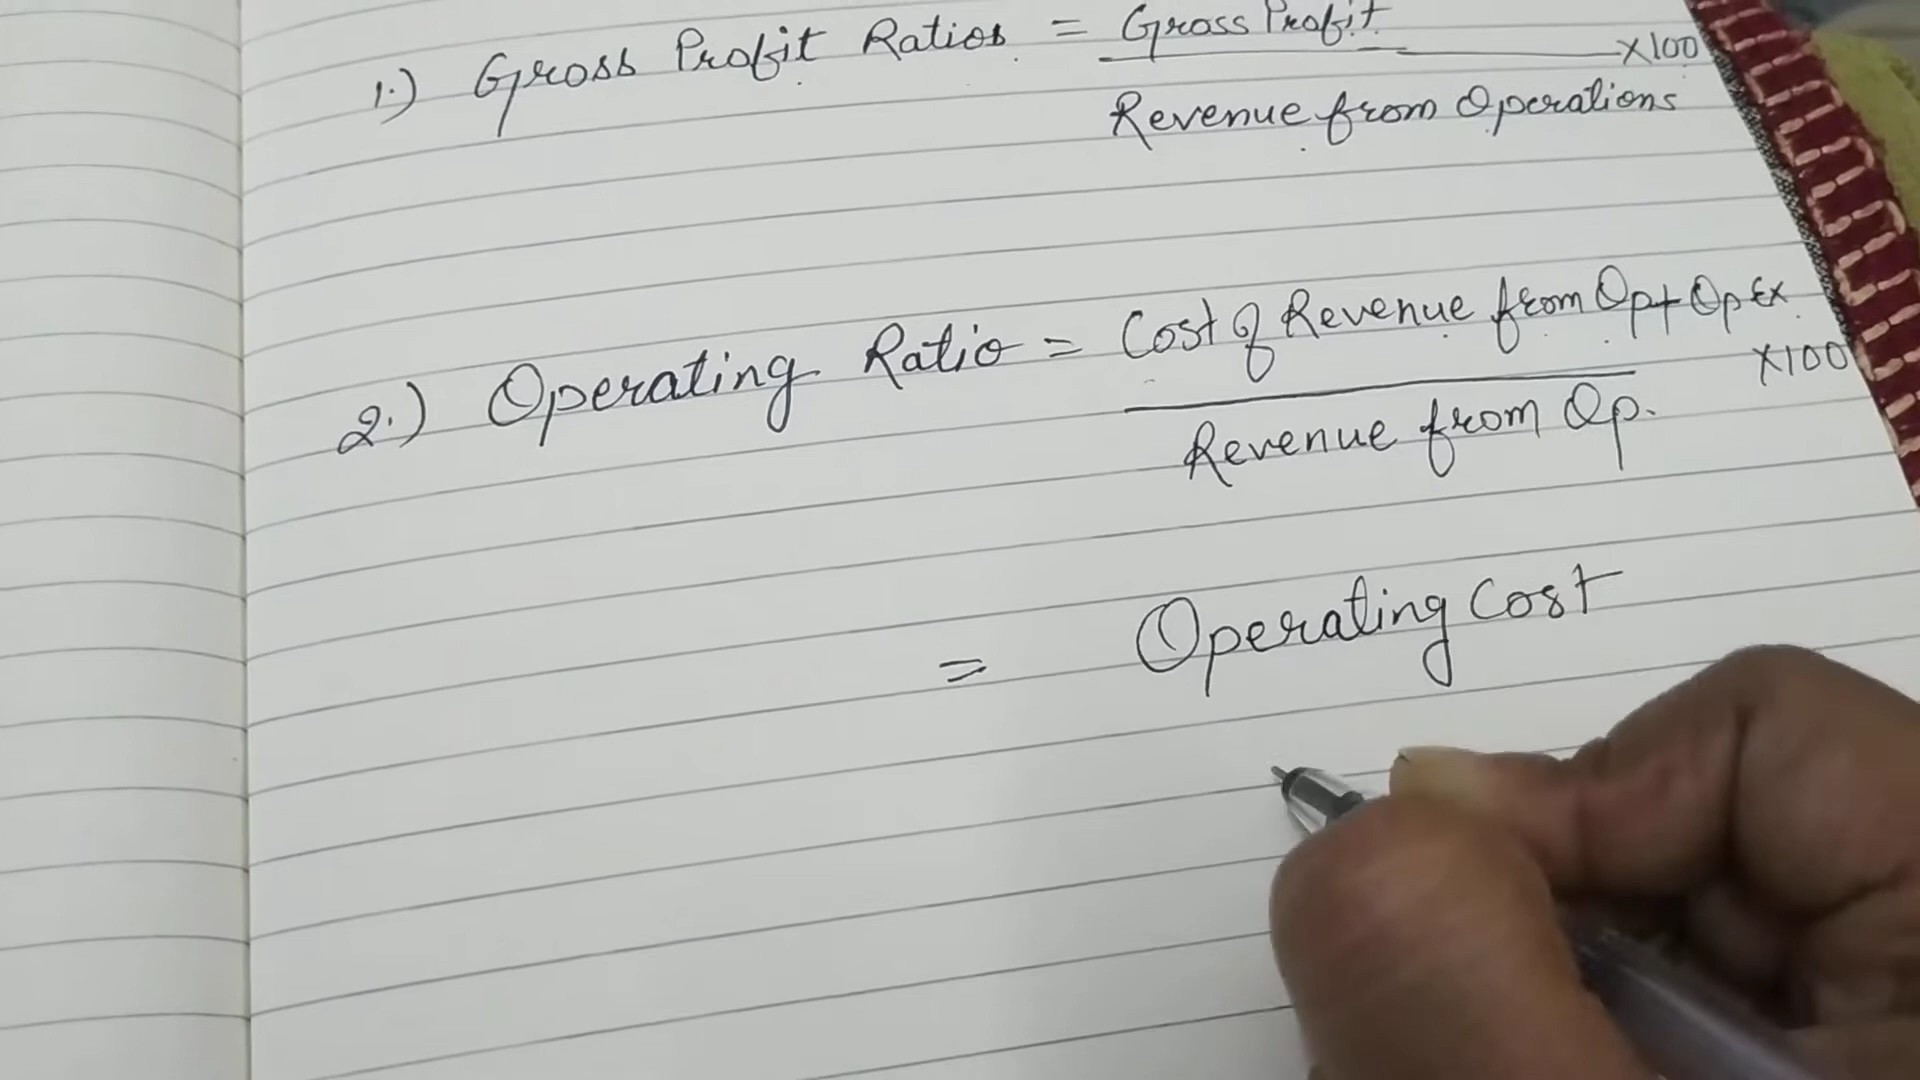 1.) Gross Profit Ratios = Gross Profit x100
Revenue from Operations
2.) Operating Ratio = Cost of Revenue from Op + Op Ex x100
Revenue from Op.
= Operating Cost